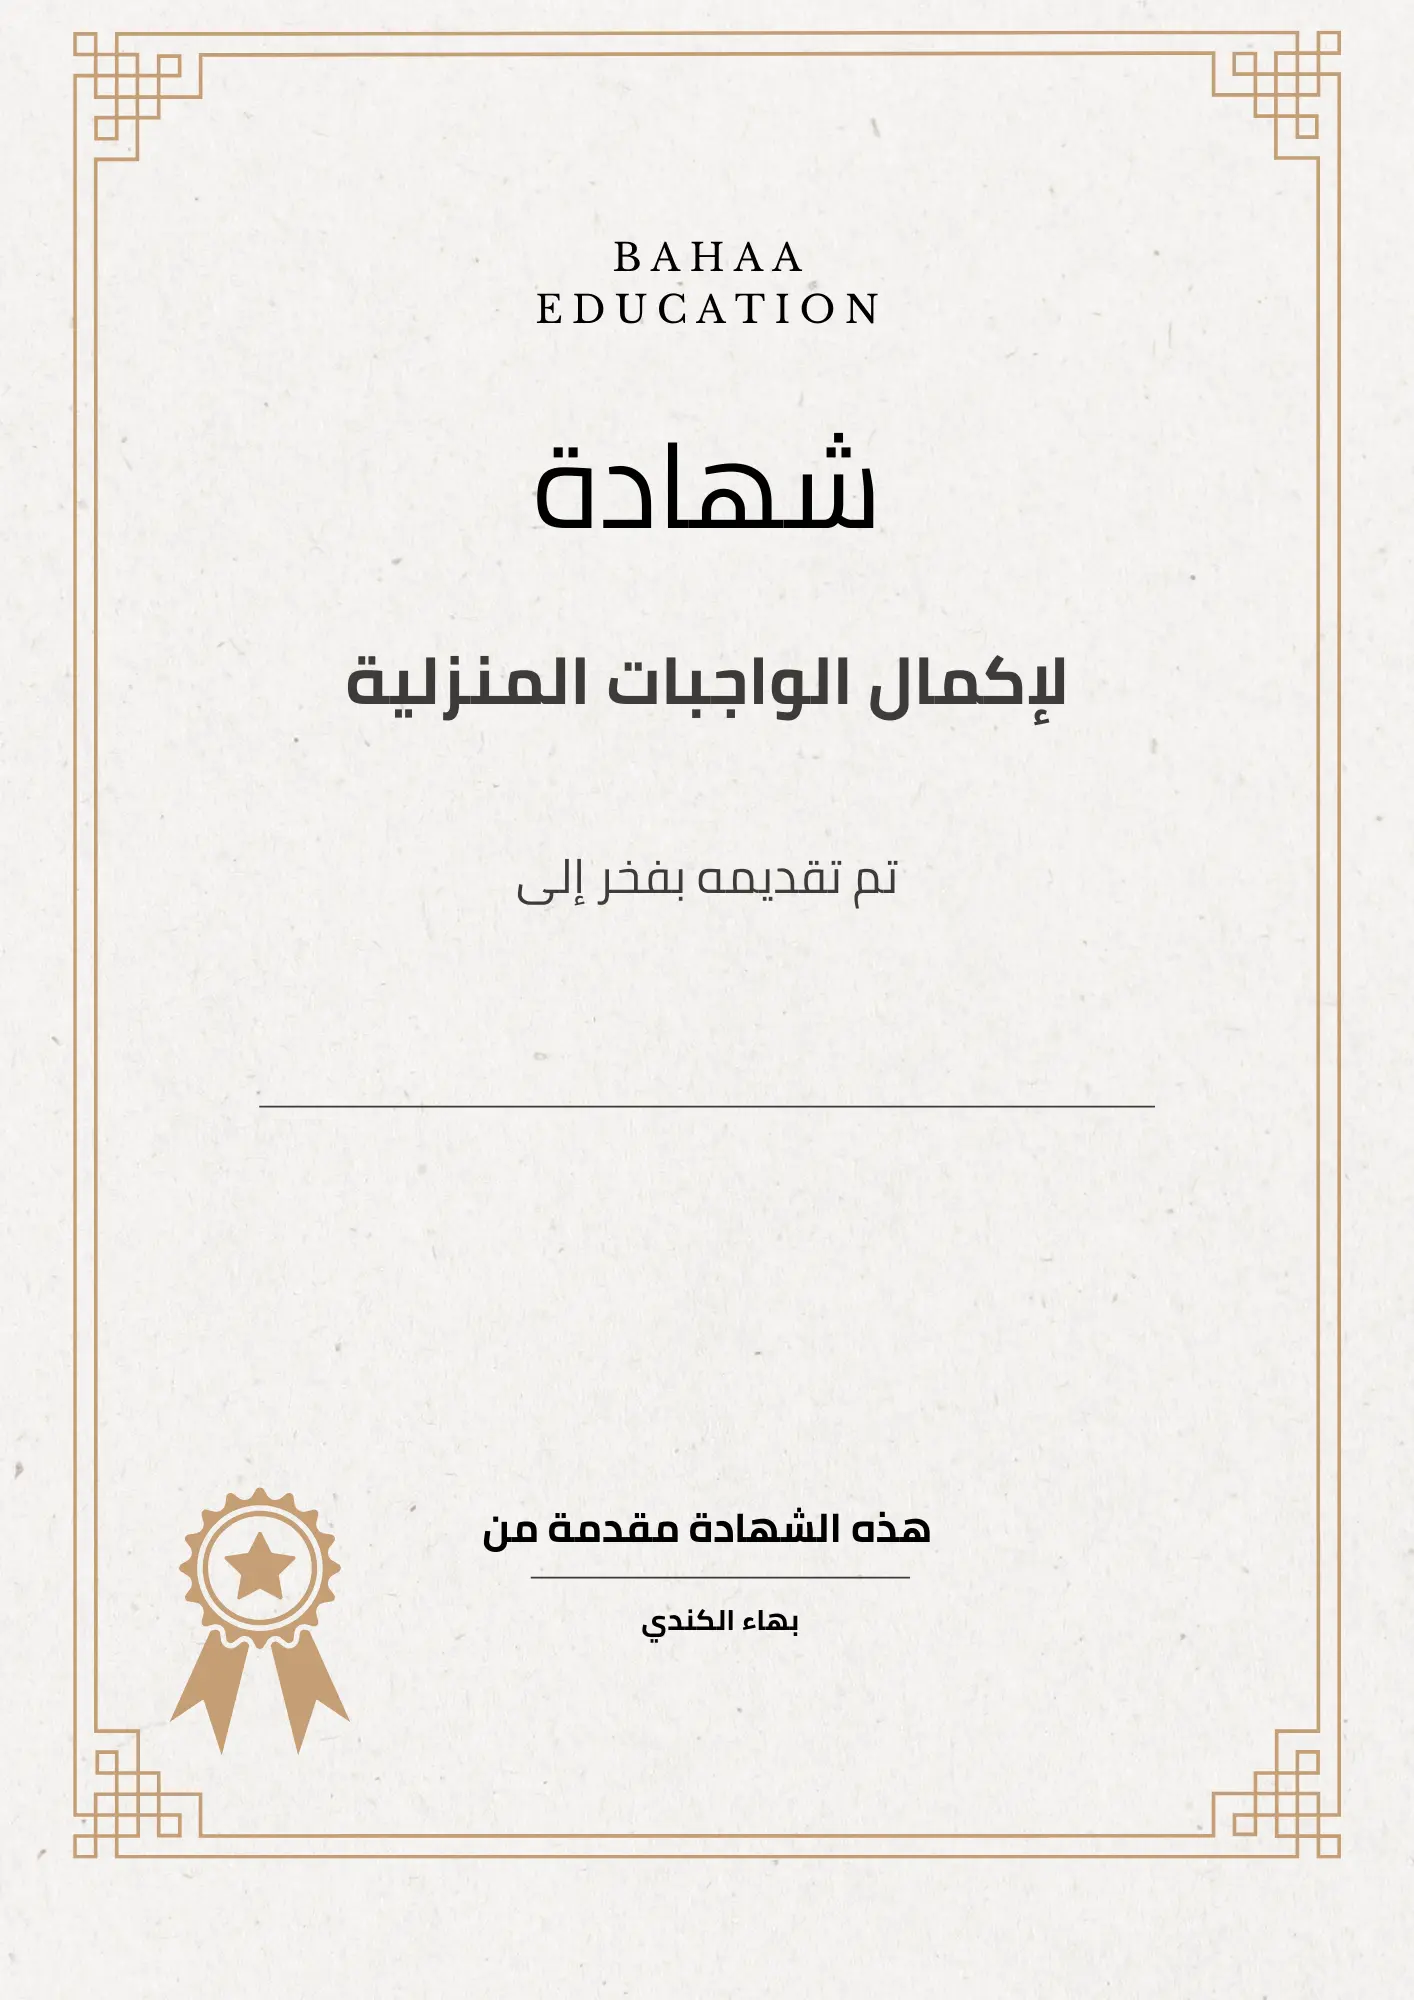 BAHAA
EDUCATION
شهادة
لإكمال الواجبات المنزلية
تم تقديمه بفخر إلى
هذه الشهادة مقدمة من
بهاء الكندي